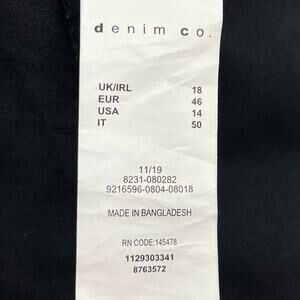 denim co.
UK/IRL 18
EUR 46
USA 14
IT 50
11/19
8231-080282
9216596-0804-08018
MADE IN BANGLADESH
RN CODE:145478
1129303341
8763572